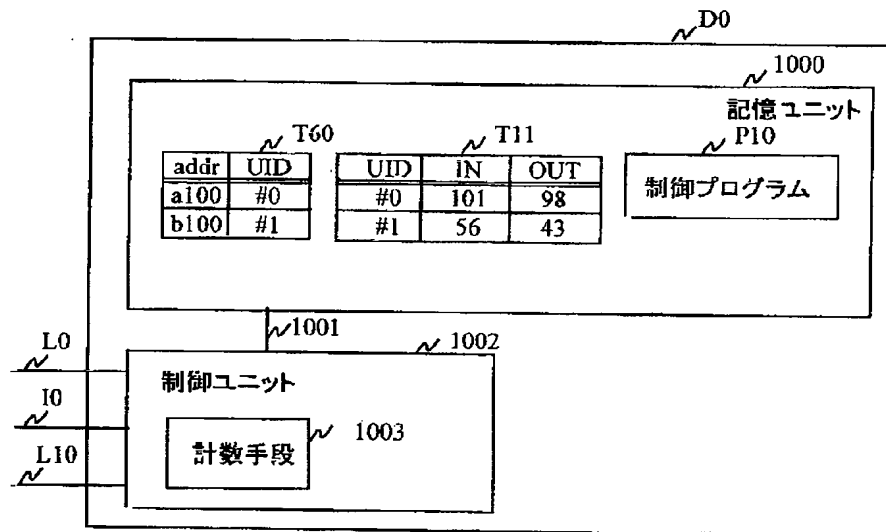 D0
1000
記憶ユニット
T60
T11
P10
addr UID
a100 #0
b100 #1
UID IN OUT
#0 101 98
#1 56 43
制御プログラム
1001
1002
L0
I0
L10
制御ユニット
1003
計数手段